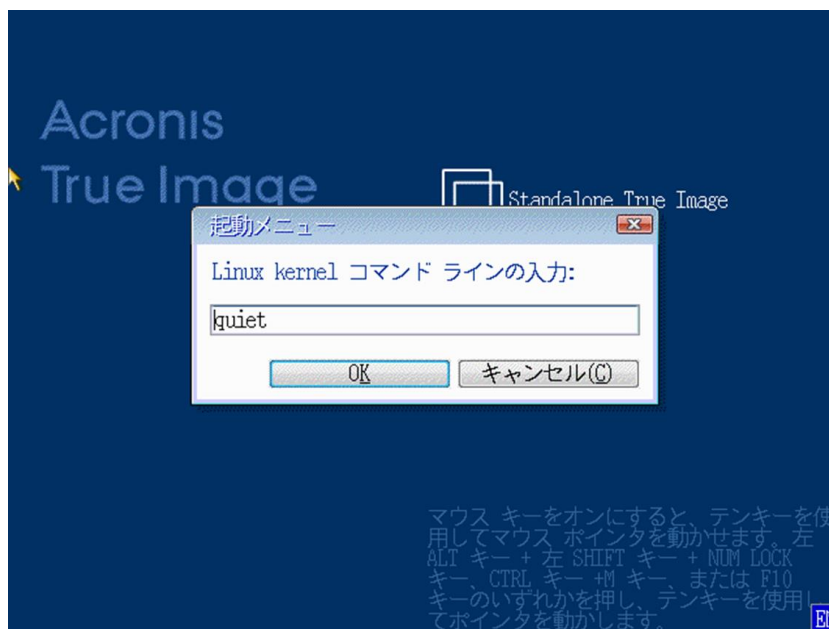 Acronis
True Image
Standalone True Image
起動メニュー
Linux kernel コマンド ラインの入力:
quiet
OK
キャンセル(C)
マウス キーをオンにすると、テンキーを使
用してマウス ポインタを動かせます。左
ALT キー + 左 SHIFT キー + NUM LOCK
キー、CTRL キー +M キー、または F10
キーのいずれかを押し、テンキーを使用し
てポインタを動かします。